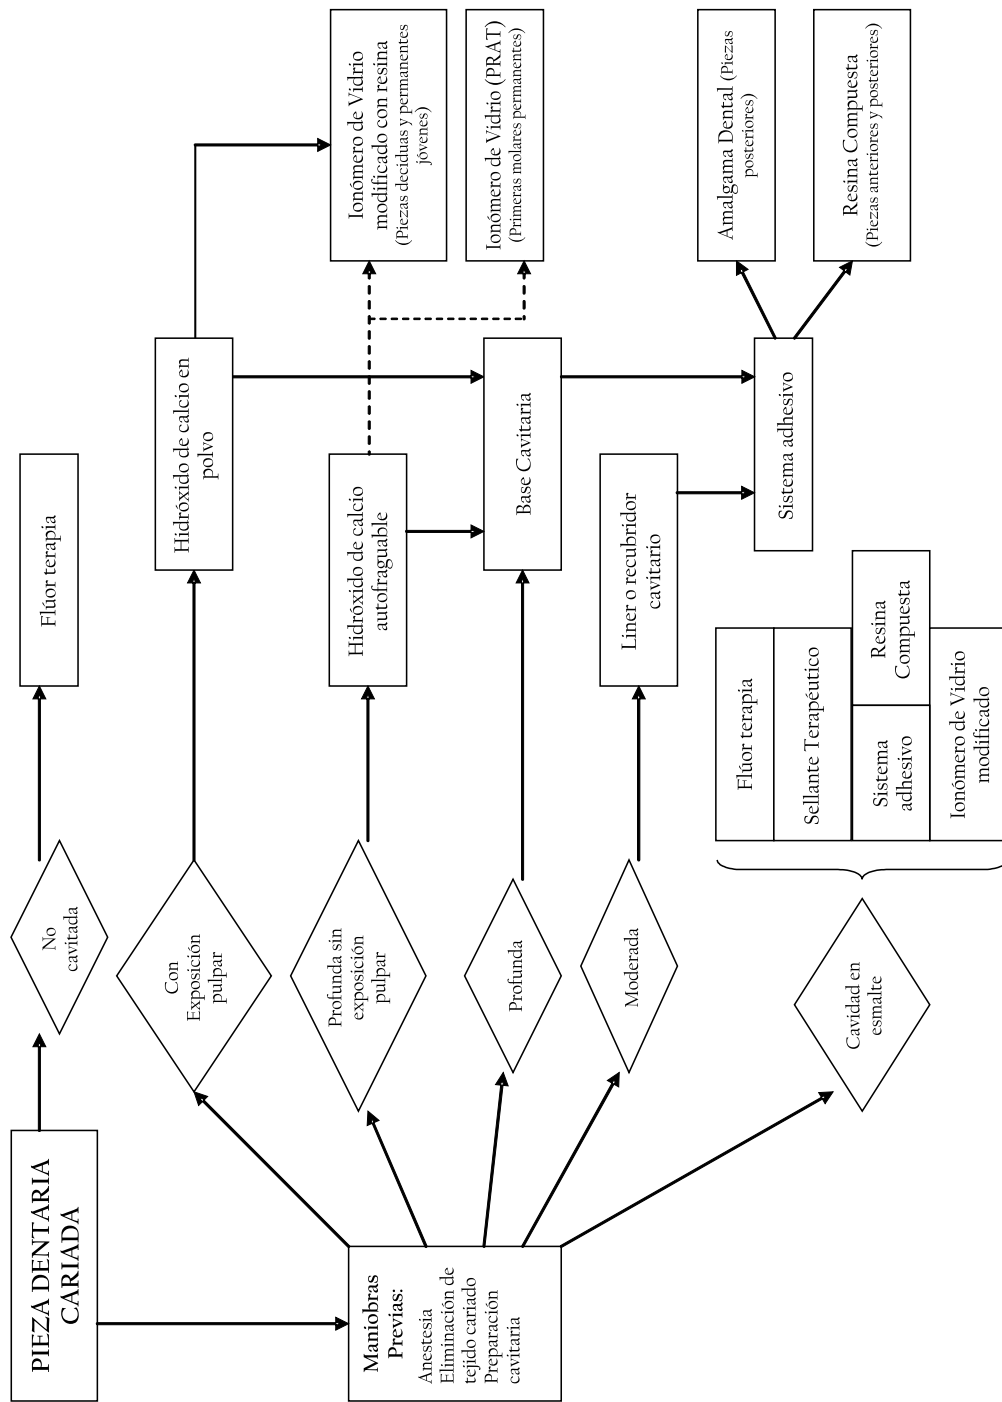 PIEZA DENTARIA
CARIADA
No
cavitada
Flúor terapia
Maniobras
Previas:
Anestesia
Eliminación de
tejido cariado
Preparación
cavitaria
Con
Exposición
pulpar
Hidróxido de calcio en
polvo
Profunda sin
exposición
pulpar
Hidróxido de calcio
autofraguable
Ionómero de Vidrio
modificado con resina
(Piezas deciduas y permanentes
jóvenes)
Ionómero de Vidrio (PRAT)
(Primeras molares permanentes)
Profunda
Base Cavitaria
Moderada
Liner o recubridor
cavitario
Sistema adhesivo
Amalgama Dental (Piezas
posteriores)
Resina Compuesta
(Piezas anteriores y posteriores)
Cavidad en
esmalte
Flúor terapia
Sellante Terapéutico
Sistema
adhesivo
Resina
Compuesta
Ionómero de Vidrio
modificado